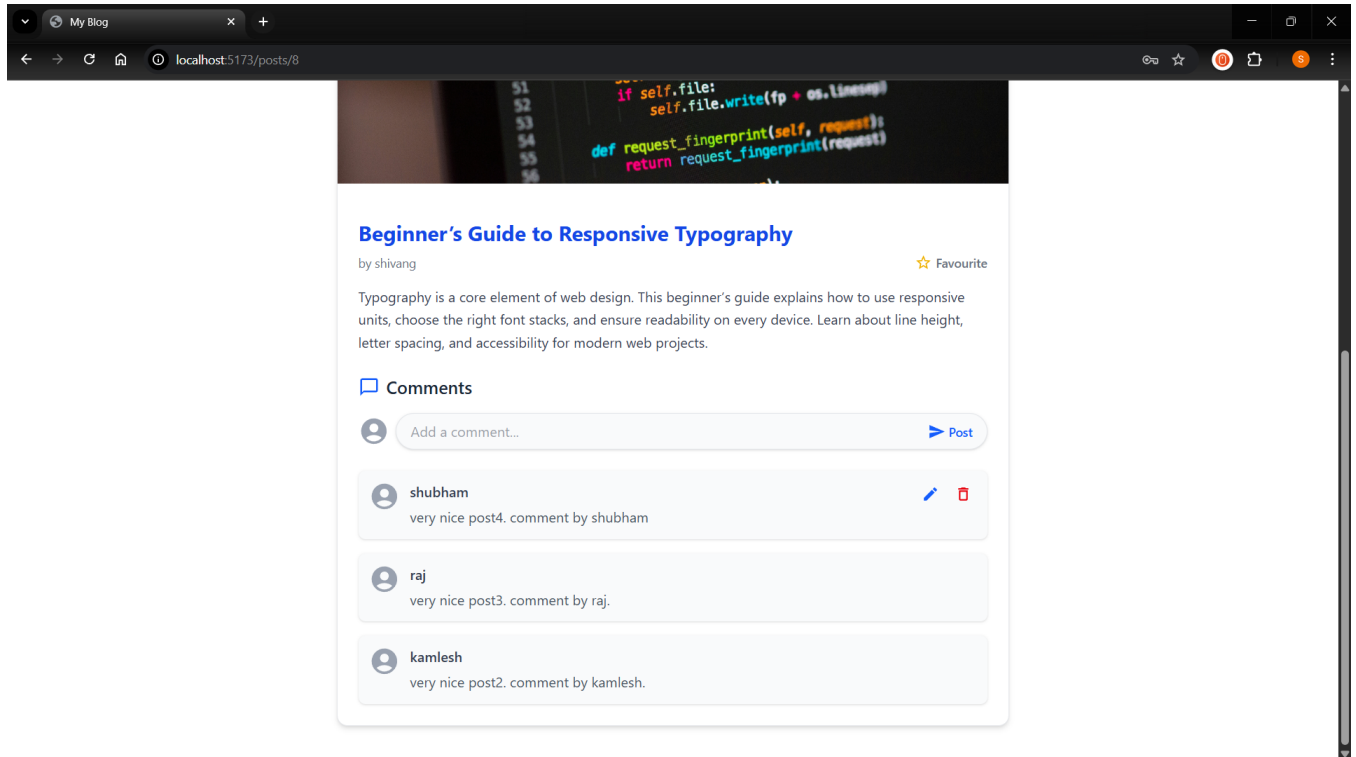 My Blog
localhost:5173/posts/8
S
51
52
53
54
55
56
if self.file:
self.file.write(fp + os.linesep)
def request_fingerprint(self, request):
return request_fingerprint(request)
Beginner’s Guide to Responsive Typography
by shivang
Favourite
Typography is a core element of web design. This beginner’s guide explains how to use responsive
units, choose the right font stacks, and ensure readability on every device. Learn about line height,
letter spacing, and accessibility for modern web projects.
Comments
Add a comment...
Post
shubham
very nice post4. comment by shubham
raj
very nice post3. comment by raj.
kamlesh
very nice post2. comment by kamlesh.